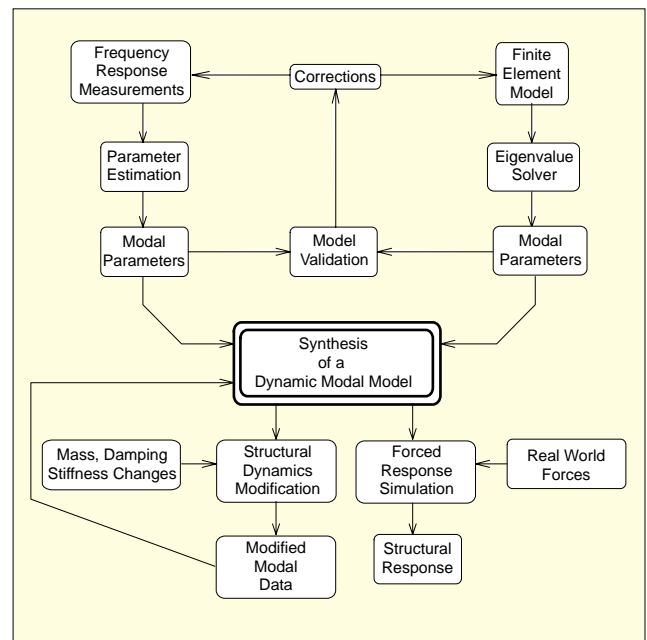 Frequency
Response
Measurements
Corrections
Finite
Element
Model
Parameter
Estimation
Eigenvalue
Solver
Modal
Parameters
Model
Validation
Modal
Parameters
Synthesis
of a
Dynamic Modal Model
Mass, Damping
Stiffness Changes
Structural
Dynamics
Modification
Forced
Response
Simulation
Real World
Forces
Modified
Modal
Data
Structural
Response